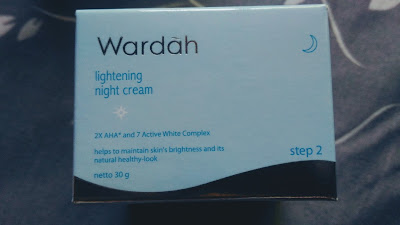 Wardàh
lightening
night cream
2X AHA* and 7 Active White Complex
helps to maintain skin's brightness and its
natural healthy-look
step 2
netto 30 g